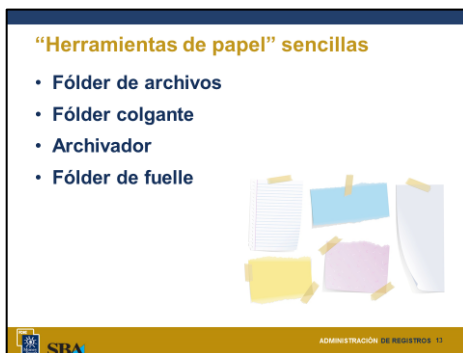 “Herramientas de papel” sencillas
• Fólder de archivos
• Fólder colgante
• Archivador
• Fólder de fuelle
SBA
ADMINISTRACIÓN DE REGISTROS 13